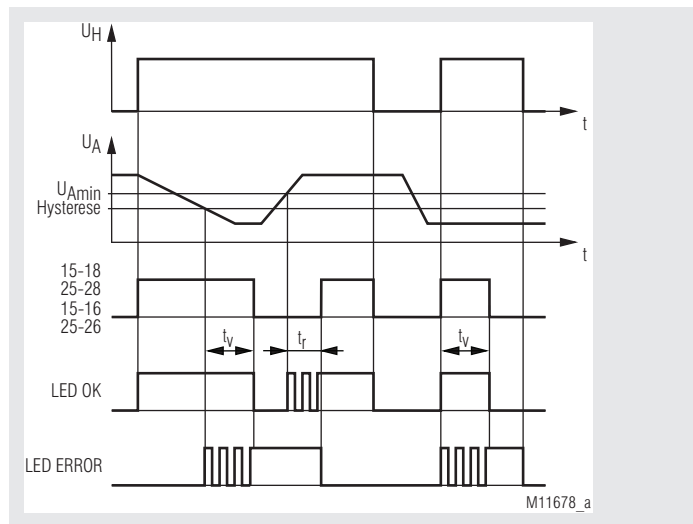 UH
t
UA
UAmin
Hysterese
t
15-18
25-28
15-16
25-26
tv tr tv
LED OK
LED ERROR
M11678_a